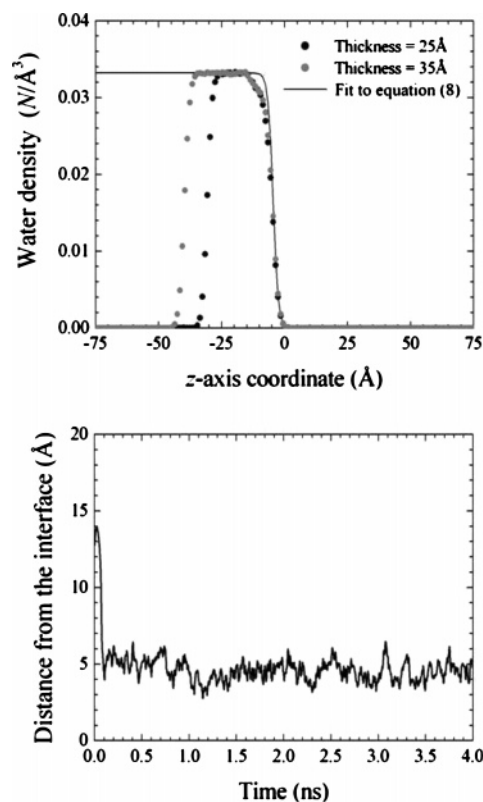 Water density (N/Å³)
0.04
0.03
0.02
0.01
0.00
Thickness = 25Å
Thickness = 35Å
Fit to equation (8)
-75 -50 -25 0 25 50 75
z-axis coordinate (Å)
Distance from the interface (Å)
20
15
10
5
0
0.0 0.5 1.0 1.5 2.0 2.5 3.0 3.5 4.0
Time (ns)